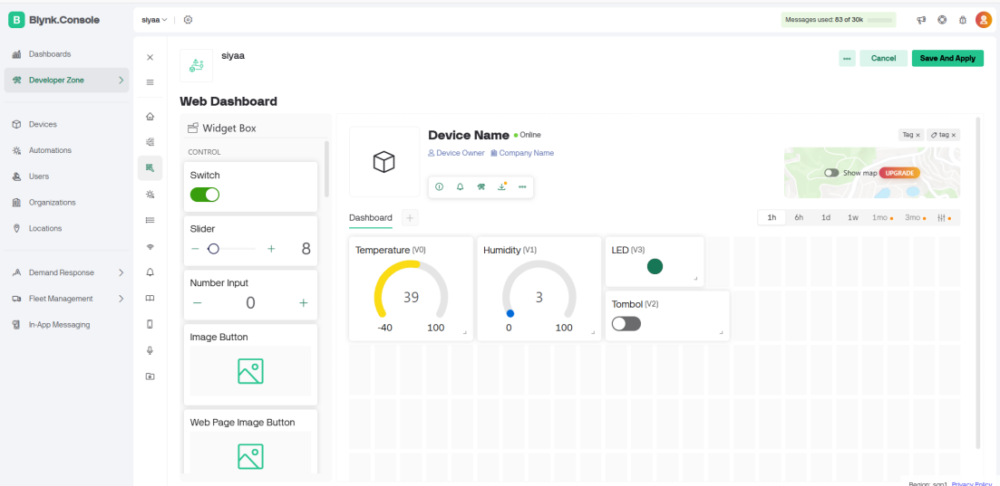 B Blynk.Console
siyaa
Messages used: 83 of 30k
Dashboards
Developer Zone
Devices
Automations
Users
Organizations
Locations
Demand Response
Fleet Management
In-App Messaging
siyaa
Cancel
Save And Apply
Web Dashboard
Widget Box
CONTROL
Switch
Slider
8
Number Input
0
Image Button
Web Page Image Button
Device Name Online
Device Owner Company Name
Tag × tag ×
Show map UPGRADE
Dashboard +
1h 6h 1d 1w 1mo 3mo
Temperature (V0)
39
-40 100
Humidity (V1)
3
0 100
LED (V3)
Tombol (V2)
Region: sgp1 Privacy Policy